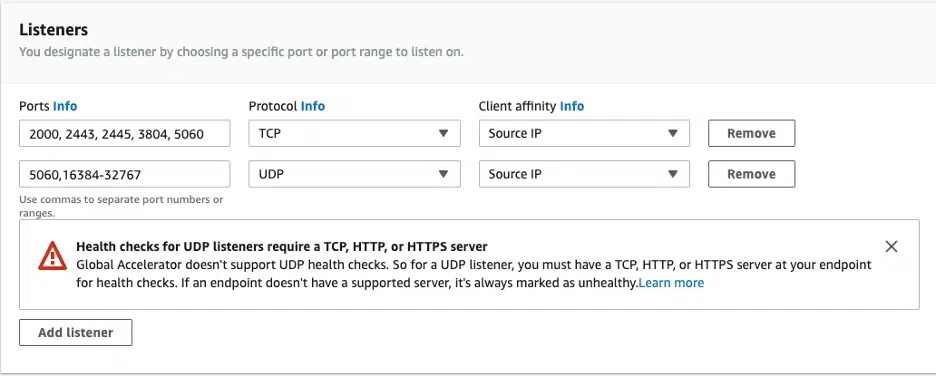 Listeners
You designate a listener by choosing a specific port or port range to listen on.
Ports Info Protocol Info Client affinity Info
2000, 2443, 2445, 3804, 5060 TCP Source IP Remove
5060,16384-32767 UDP Source IP Remove
Use commas to separate port numbers or
ranges.
Health checks for UDP listeners require a TCP, HTTP, or HTTPS server
Global Accelerator doesn't support UDP health checks. So for a UDP listener, you must have a TCP, HTTP, or HTTPS server at your endpoint
for health checks. If an endpoint doesn't have a supported server, it's always marked as unhealthy.Learn more
Add listener